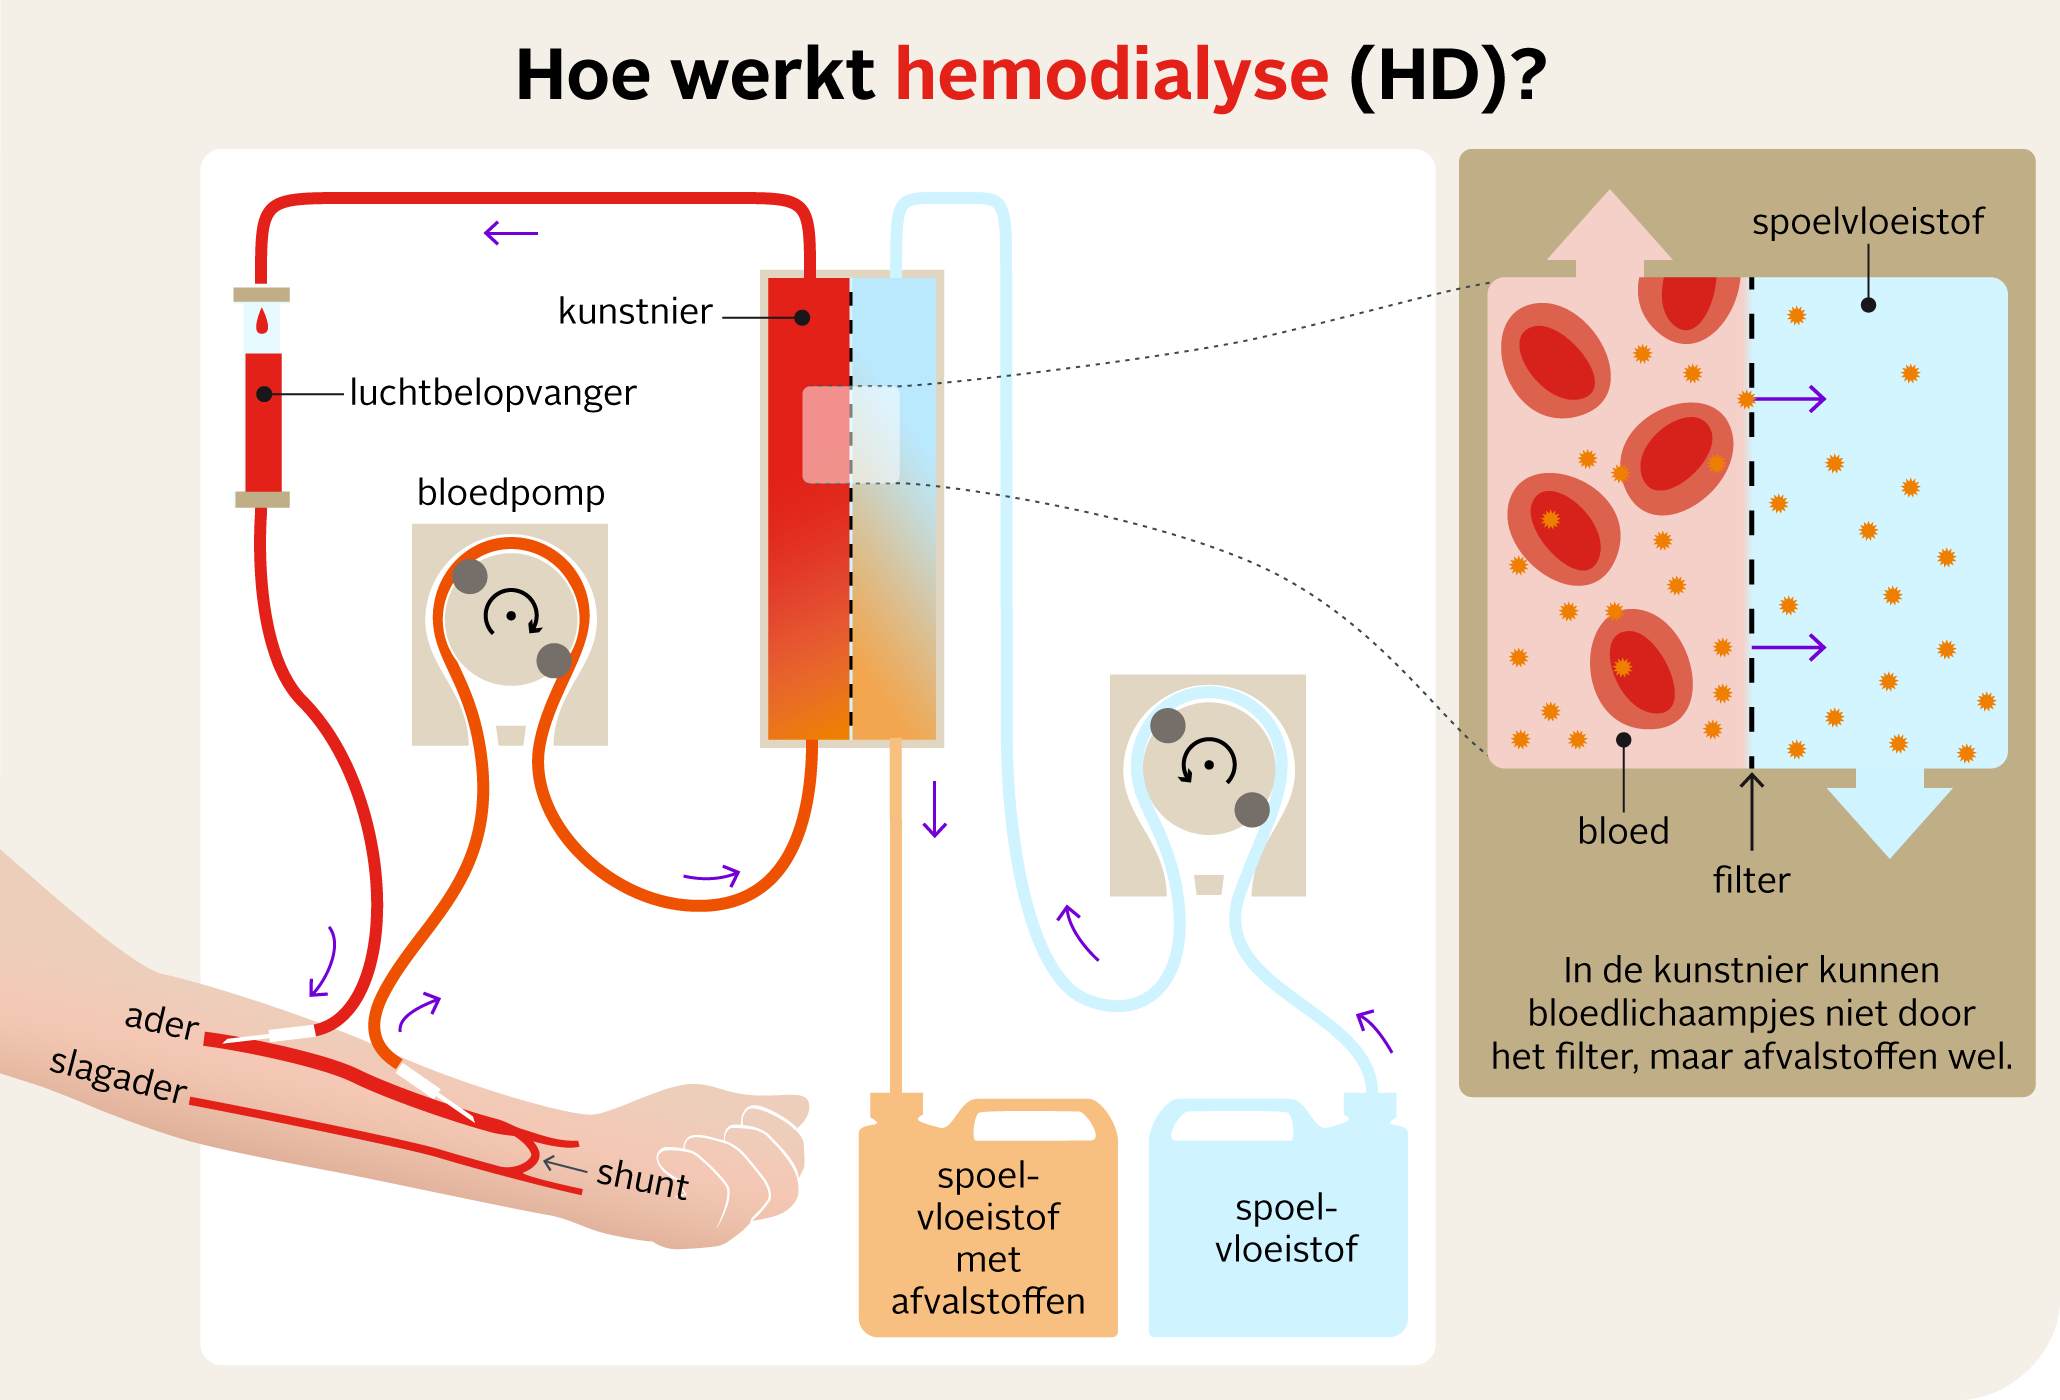 Hoe werkt hemodialyse (HD)?
kunstnier
luchtbelopvanger
bloedpomp
ader
slagader
shunt
spoel-
vloeistof
met
afvalstoffen
spoel-
vloeistof
spoelvloeistof
bloed
filter
In de kunstnier kunnen
bloedlichaampjes niet door
het filter, maar afvalstoffen wel.